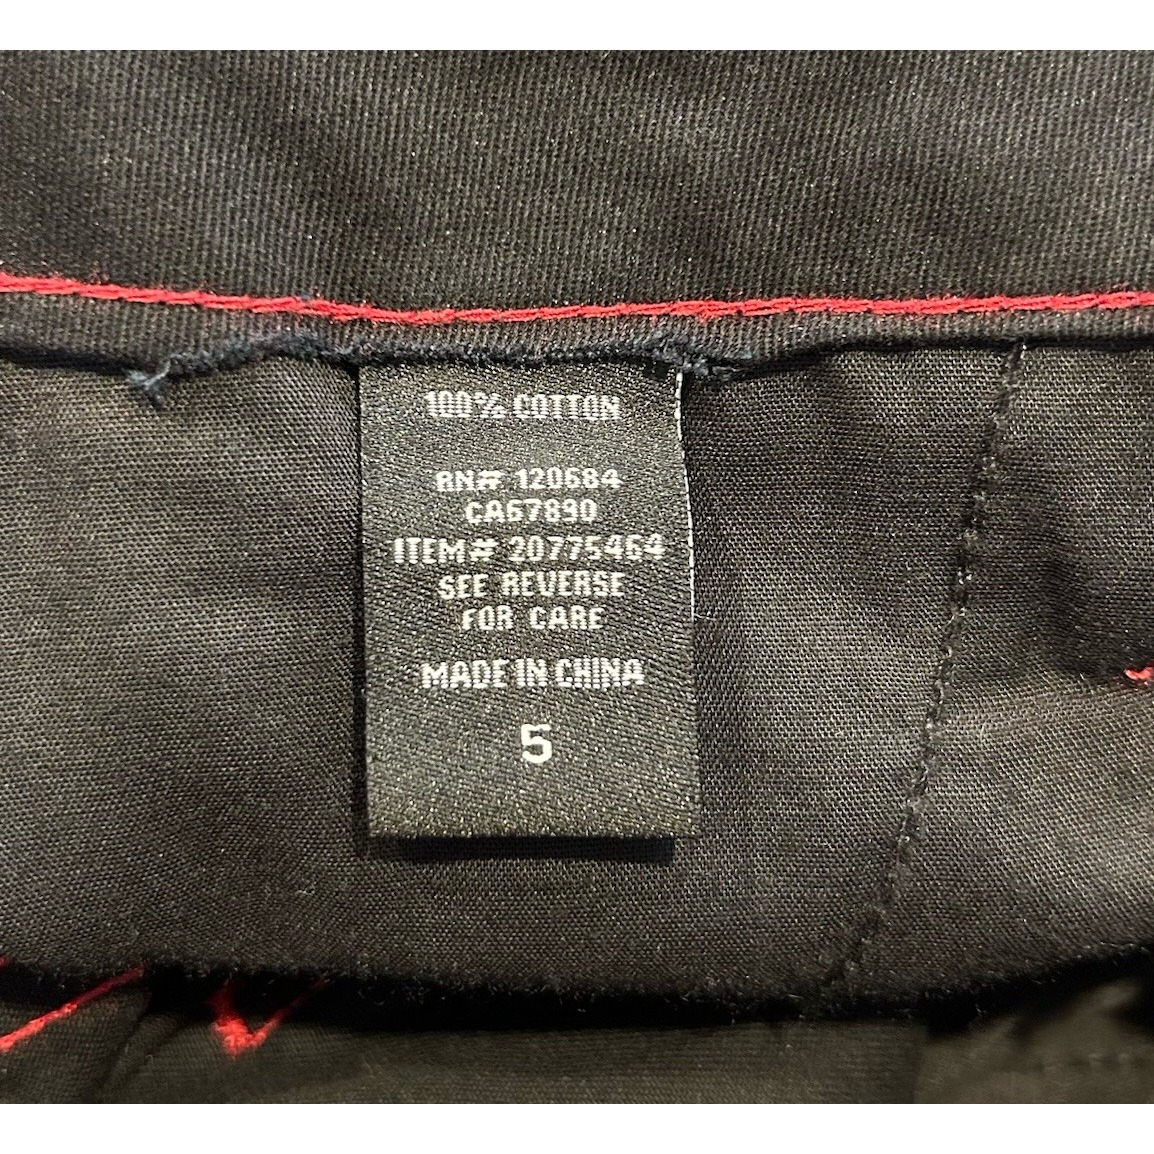 100% COTTON
RN# 120684
CA67890
ITEM# 20775464
SEE REVERSE
FOR CARE
MADE IN CHINA
5